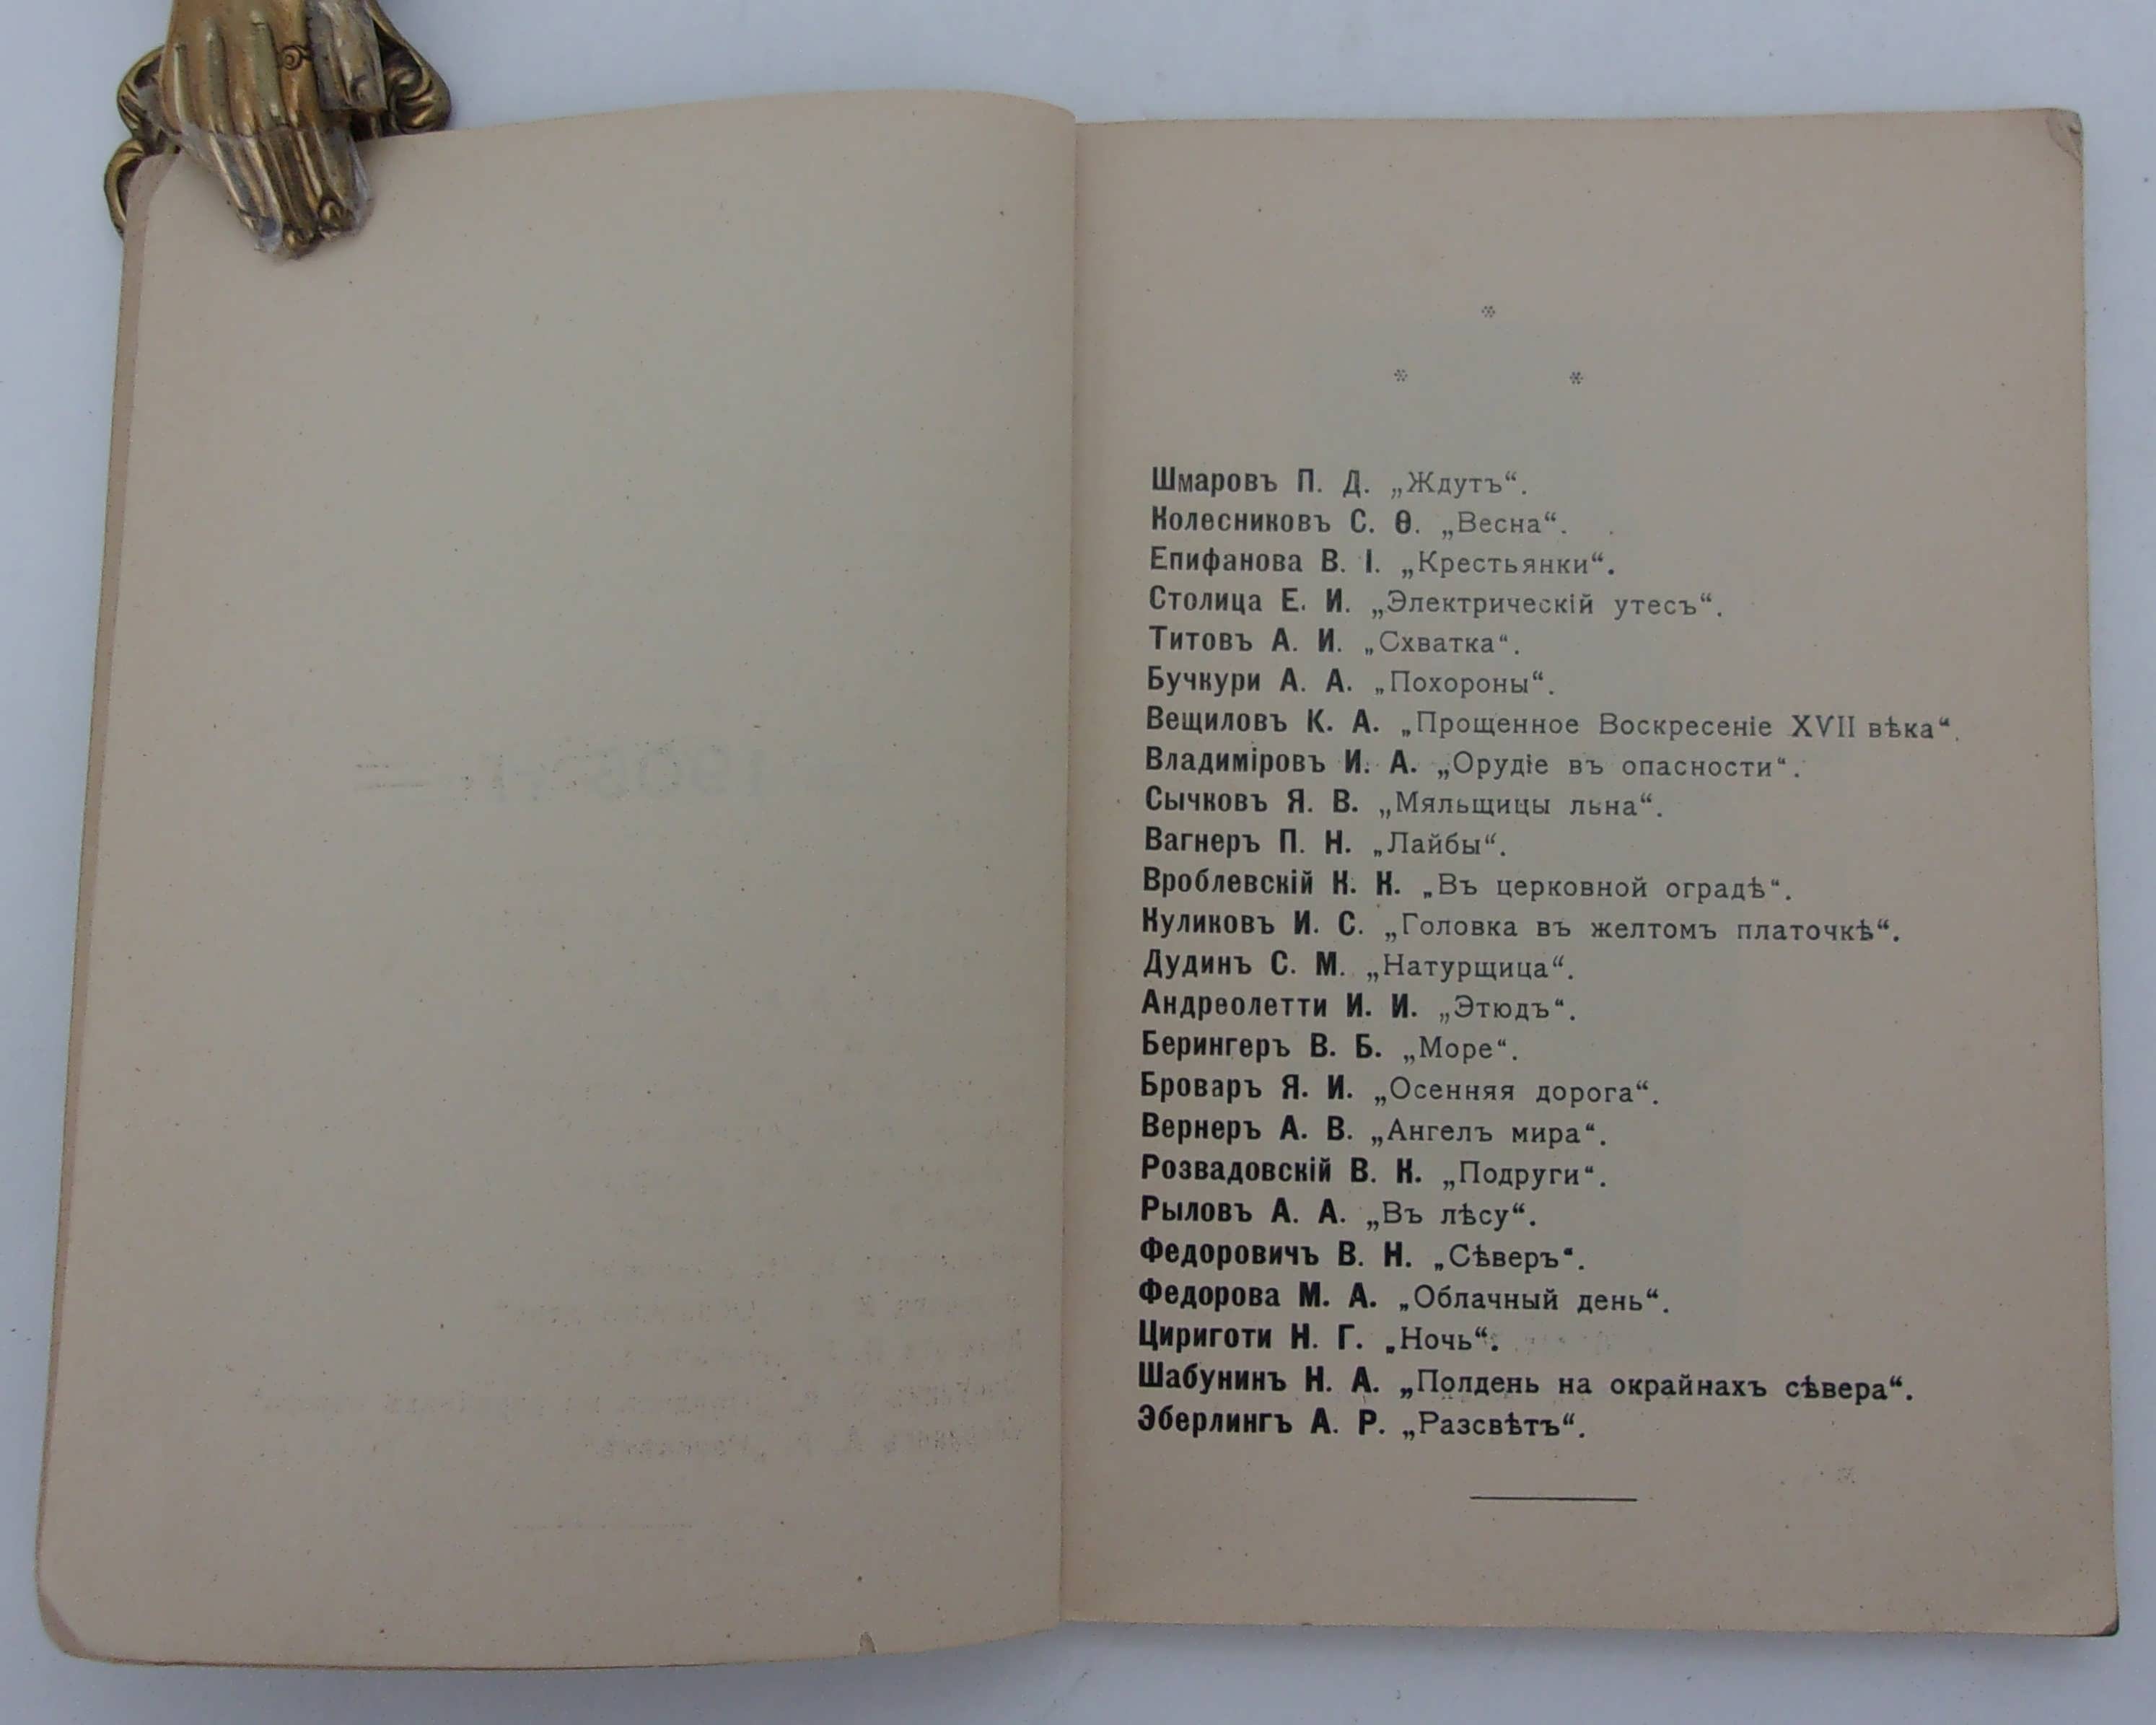 *
* *
Шмаровъ П. Д. „Ждутъ“.
Колесниковъ С. Ѳ. „Весна“.
Епифанова В. І. „Крестьянки“.
Столица Е. И. „Электрическій утесъ“.
Титовъ А. И. „Схватка“.
Бучкури А. А. „Похороны“.
Вещиловъ К. А. „Прощенное Воскресеніе XVII вѣка“.
Владиміровъ И. А. „Орудіе въ опасности“.
Сычковъ Я. В. „Мяльщицы льна“.
Вагнеръ П. Н. „Лайбы“.
Вроблевскій К. К. „Въ церковной оградѣ“.
Куликовъ И. С. „Головка въ желтомъ платочкѣ“.
Дудинъ С. М. „Натурщица“.
Андреолетти И. И. „Этюдъ“.
Берингеръ В. Б. „Море“.
Броваръ Я. И. „Осенняя дорога“.
Вернеръ А. В. „Ангелъ мира“.
Розвадовскій В. К. „Подруги“.
Рыловъ А. А. „Въ лѣсу“.
Федоровичъ В. Н. „Сѣверъ“.
Федорова М. А. „Облачный день“.
Цириготи Н. Г. „Ночь“.
Шабунинъ Н. А. „Полдень на окрайнахъ сѣвера“.
Эберлингъ А. Р. „Разсвѣтъ“.